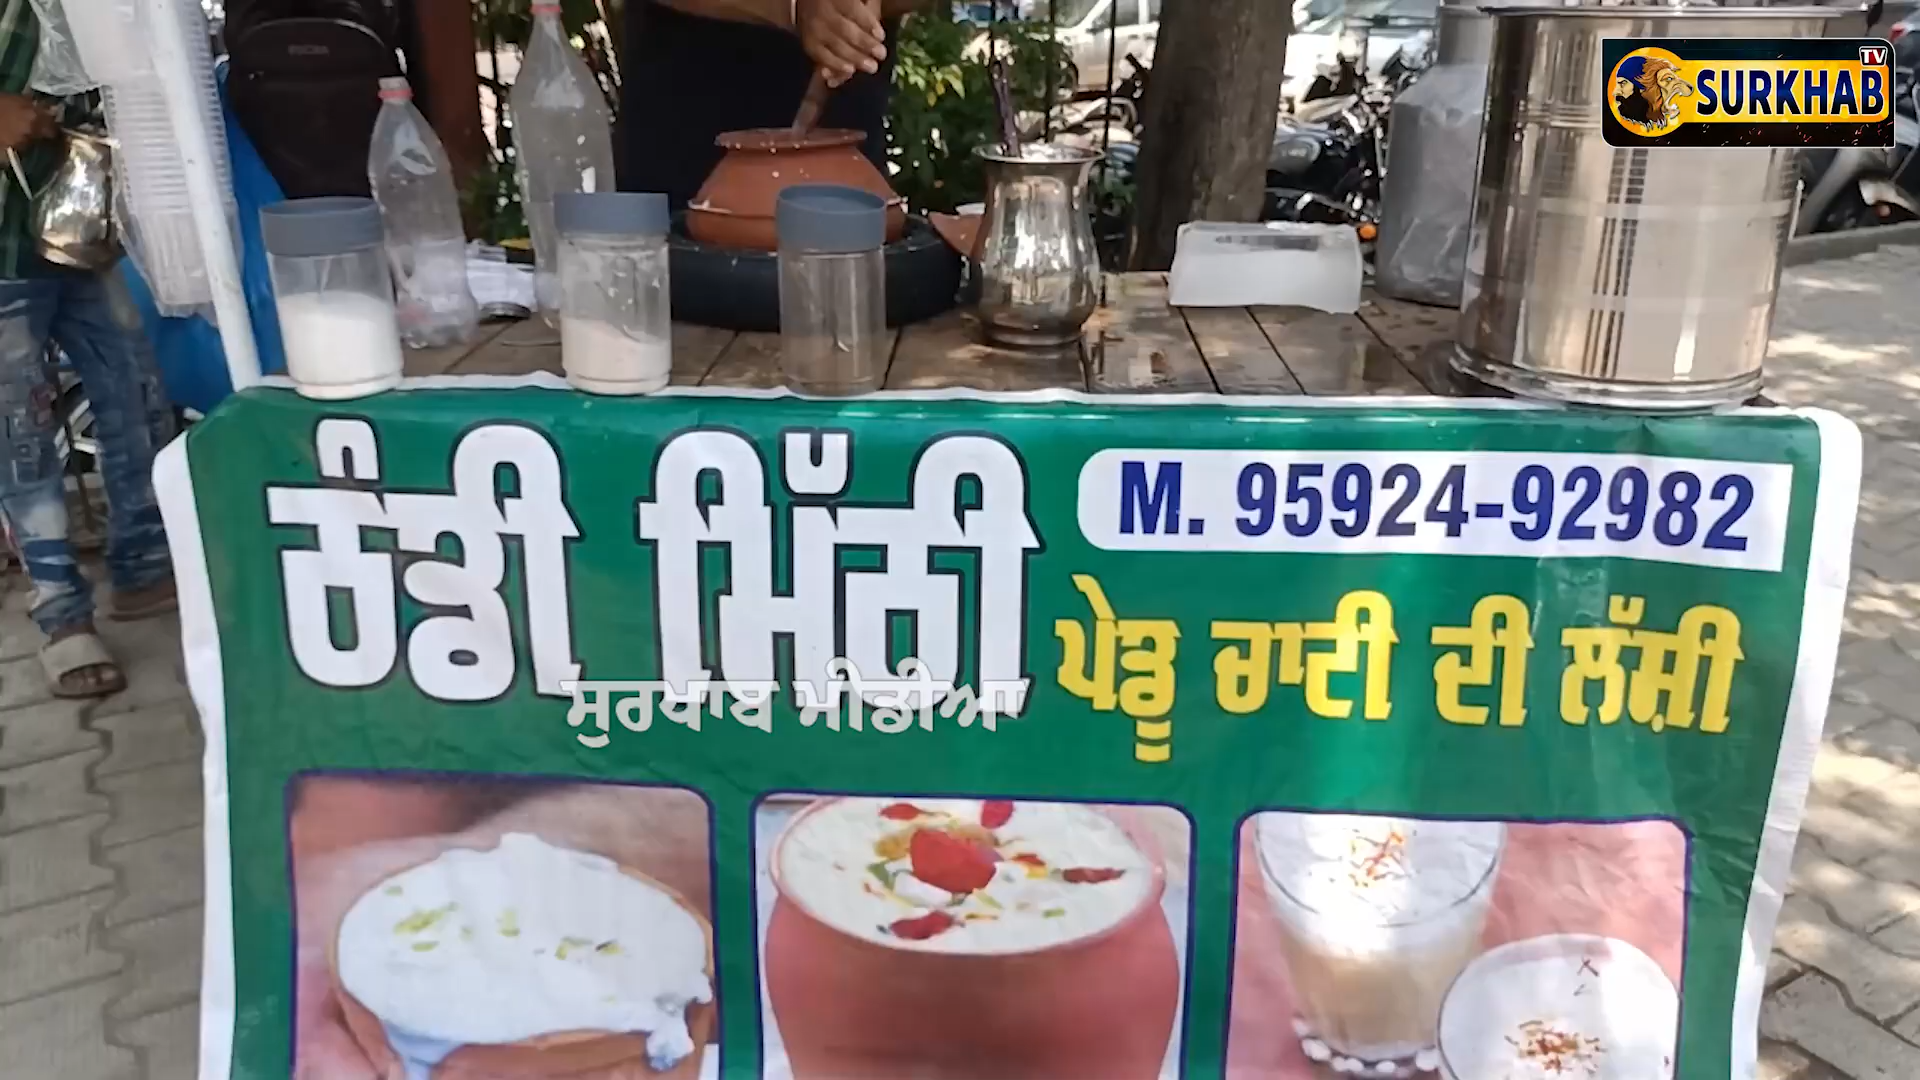 TV
SURKHAB
ਠੰਡੀ ਮਿੱਠੀ
M. 95924-92982
ਪੇਡੂ ਚਾਟੀ ਦੀ ਲੱਸ਼ੀ
ਸੁਰਖਾਬ ਮੀਡੀਆ